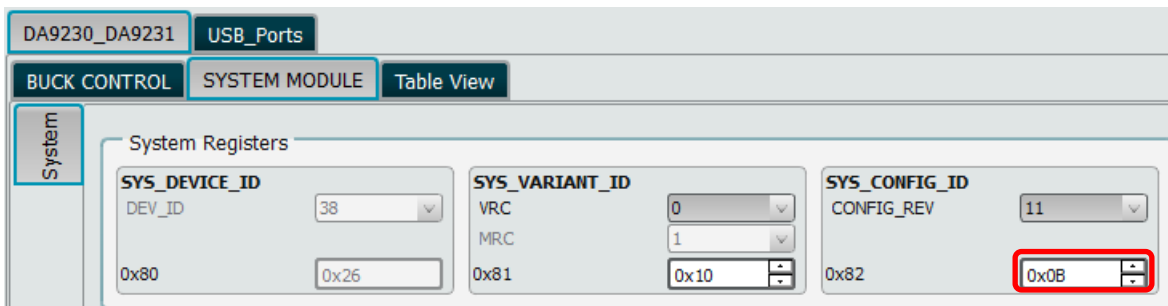 DA9230_DA9231 USB_Ports
BUCK CONTROL SYSTEM MODULE Table View
System
System Registers
SYS_DEVICE_ID SYS_VARIANT_ID SYS_CONFIG_ID
DEV_ID 38 VRC 0 CONFIG_REV 11
MRC 1
0x80 0x26 0x81 0x10 0x82 0x0B